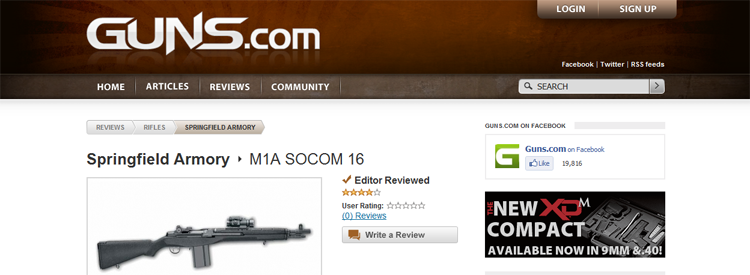 LOGIN SIGN UP
GUNS.com
Facebook | Twitter | RSS feeds
HOME ARTICLES REVIEWS COMMUNITY SEARCH
REVIEWS RIFLES SPRINGFIELD ARMORY
GUNS.COM ON FACEBOOK
Guns.com on Facebook
Like 19,816
Springfield Armory M1A SOCOM 16
Editor Reviewed
User Rating:
(0) Reviews
Write a Review
THE NEW XDM
COMPACT
AVAILABLE NOW IN 9MM &.40!